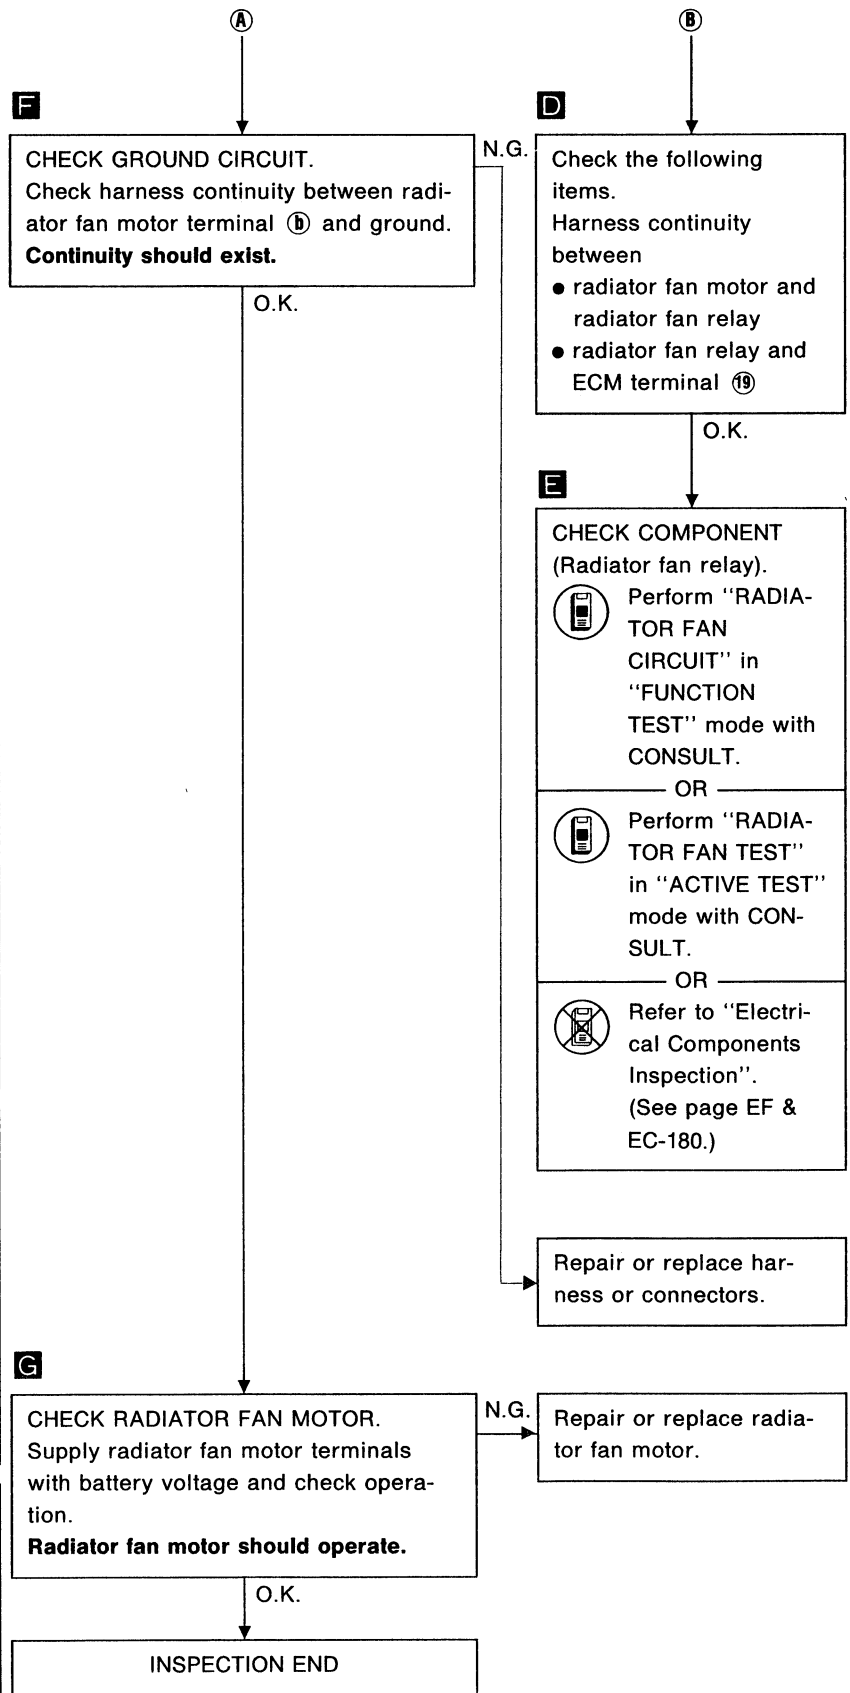 A
B
F
CHECK GROUND CIRCUIT.
Check harness continuity between radi-
ator fan motor terminal ⓑ and ground.
Continuity should exist.
N.G.
O.K.
D
Check the following
items.
Harness continuity
between
● radiator fan motor and
radiator fan relay
● radiator fan relay and
ECM terminal ⑲
O.K.
E
CHECK COMPONENT
(Radiator fan relay).
Perform ‘‘RADIA-
TOR FAN
CIRCUIT’’ in
‘‘FUNCTION
TEST’’ mode with
CONSULT.
OR
Perform ‘‘RADIA-
TOR FAN TEST’’
in ‘‘ACTIVE TEST’’
mode with CON-
SULT.
OR
Refer to ‘‘Electri-
cal Components
Inspection’’.
(See page EF &
EC-180.)
Repair or replace har-
ness or connectors.
G
CHECK RADIATOR FAN MOTOR.
Supply radiator fan motor terminals
with battery voltage and check opera-
tion.
Radiator fan motor should operate.
N.G.
Repair or replace radia-
tor fan motor.
O.K.
INSPECTION END